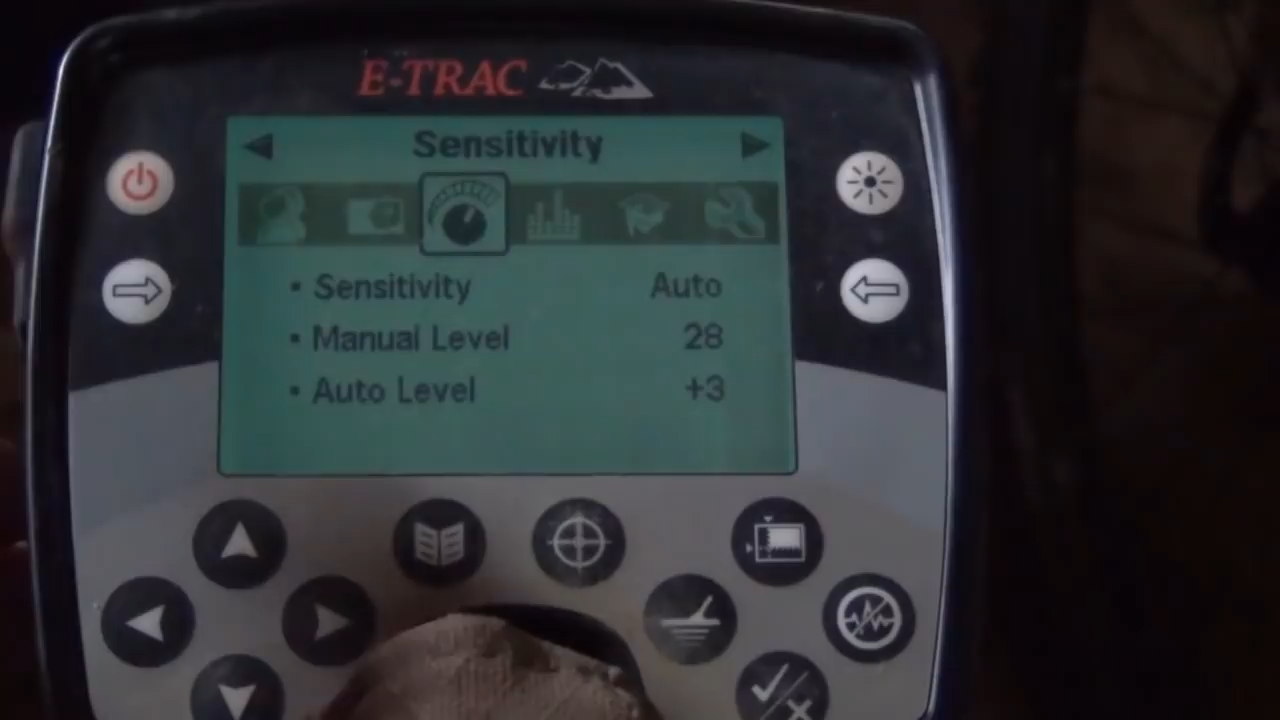 E-TRAC
Sensitivity
Sensitivity Auto
Manual Level 28
Auto Level +3